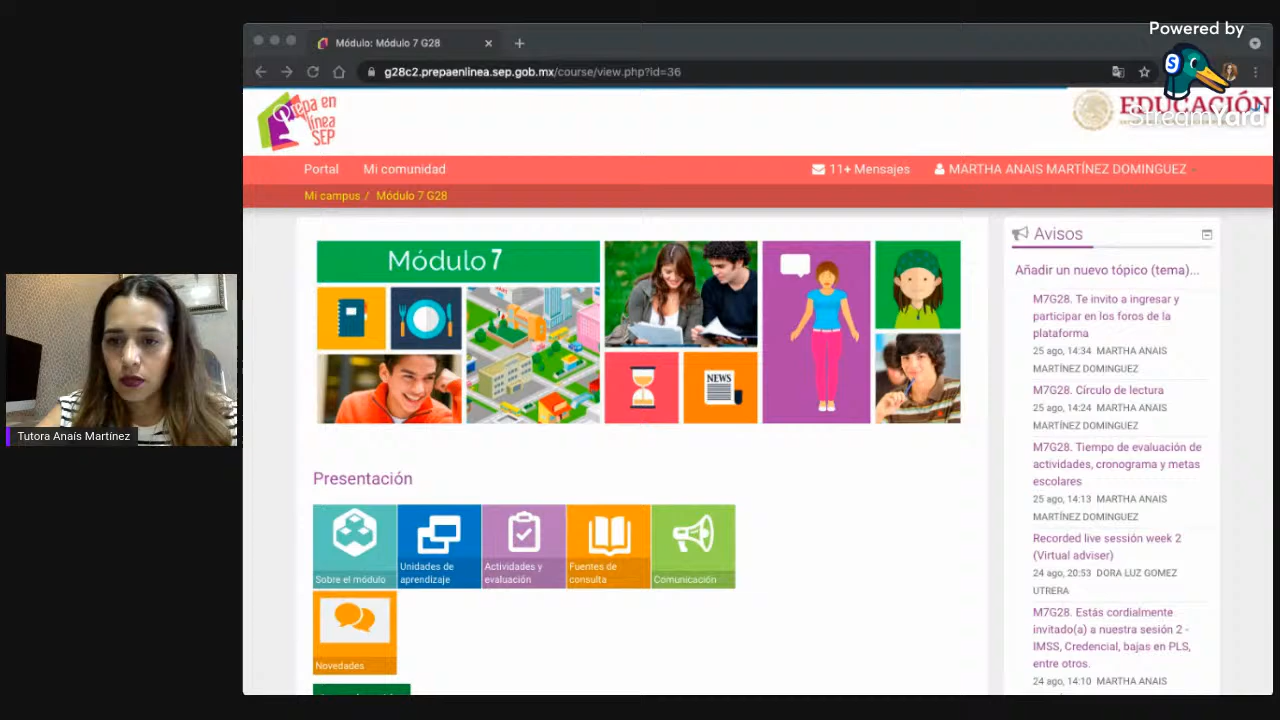 Powered by
StreamYard
Módulo: Módulo 7 G28
g28c2.prepaenlinea.sep.gob.mx/course/view.php?id=36
Prepa en
línea
SEP
EDUCACIÓN
Portal
Mi comunidad
11+ Mensajes
MARTHA ANAIS MARTÍNEZ DOMINGUEZ
Mi campus / Módulo 7 G28
Módulo 7
NEWS
Presentación
Sobre el módulo
Unidades de
aprendizaje
Actividades y
evaluación
Fuentes de
consulta
Comunicación
Novedades
Avisos
Añadir un nuevo tópico (tema)...
M7G28. Te invito a ingresar y
participar en los foros de la
plataforma
25 ago, 14:34 MARTHA ANAIS
MARTÍNEZ DOMINGUEZ
M7G28. Círculo de lectura
25 ago, 14:24 MARTHA ANAIS
MARTÍNEZ DOMINGUEZ
M7G28. Tiempo de evaluación de
actividades, cronograma y metas
escolares
25 ago, 14:13 MARTHA ANAIS
MARTÍNEZ DOMINGUEZ
Recorded live sessión week 2
(Virtual adviser)
24 ago, 20:53 DORA LUZ GOMEZ
UTRERA
M7G28. Estás cordialmente
invitado(a) a nuestra sesión 2 -
IMSS, Credencial, bajas en PLS,
entre otros.
24 ago, 14:10 MARTHA ANAIS
Tutora Anaís Martínez